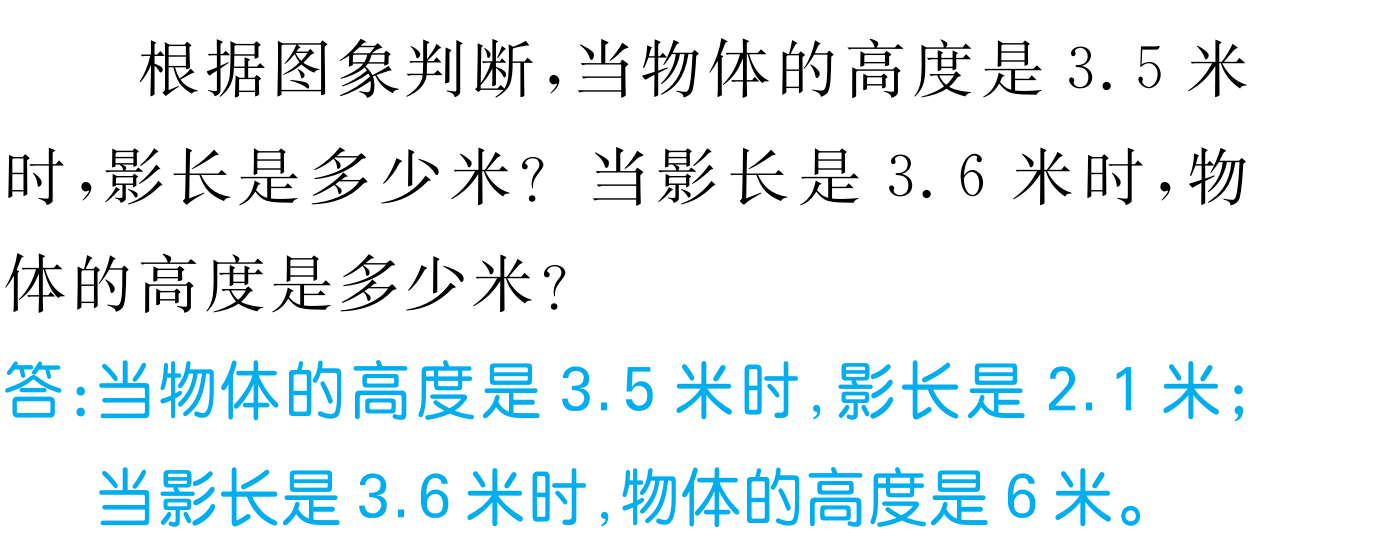 根据图象判断,当物体的高度是 3.5 米
时,影长是多少米? 当影长是 3.6 米时,物
体的高度是多少米?
答:当物体的高度是 3.5 米时,影长是 2.1 米;
当影长是 3.6 米时,物体的高度是 6 米。